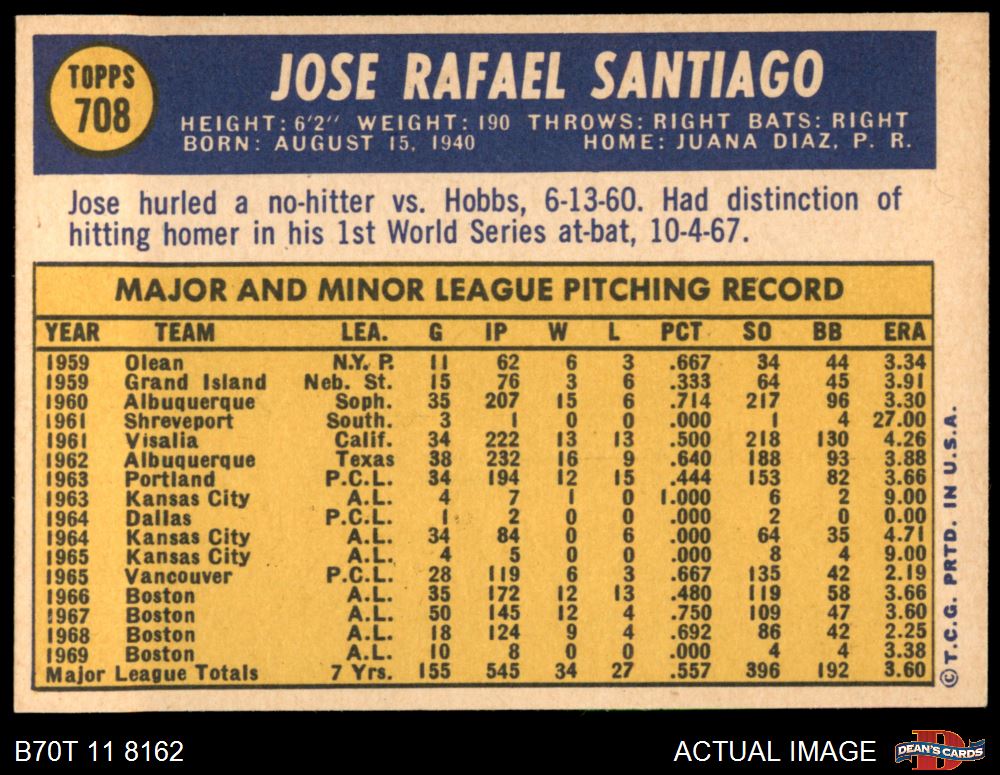 TOPPS
708
JOSE RAFAEL SANTIAGO
HEIGHT: 6'2" WEIGHT: 190 THROWS: RIGHT BATS: RIGHT
BORN: AUGUST 15, 1940 HOME: JUANA DIAZ, P. R.
Jose hurled a no-hitter vs. Hobbs, 6-13-60. Had distinction of
hitting homer in his 1st World Series at-bat, 10-4-67.
MAJOR AND MINOR LEAGUE PITCHING RECORD
YEAR TEAM LEA. G IP W L PCT SO BB ERA
1959 Olean N.Y. P. 11 62 6 3 .667 34 44 3.34
1959 Grand Island Neb. St. 15 76 3 6 .333 64 45 3.91
1960 Albuquerque Soph. 35 207 15 6 .714 217 96 3.30
1961 Shreveport South. 3 1 0 0 .000 1 4 27.00
1961 Visalia Calif. 34 222 13 13 .500 218 130 4.26
1962 Albuquerque Texas 38 232 16 9 .640 188 93 3.88
1963 Portland P.C.L. 34 194 12 15 .444 153 82 3.66
1963 Kansas City A.L. 4 7 1 0 1.000 6 2 9.00
1964 Dallas P.C.L. 1 2 0 0 .000 2 0 0.00
1964 Kansas City A.L. 34 84 0 6 .000 64 35 4.71
1965 Kansas City A.L. 4 5 0 0 .000 8 4 9.00
1965 Vancouver P.C.L. 28 119 6 3 .667 135 42 2.19
1966 Boston A.L. 35 172 12 13 .480 119 58 3.66
1967 Boston A.L. 50 145 12 4 .750 109 47 3.60
1968 Boston A.L. 18 124 9 4 .692 86 42 2.25
1969 Boston A.L. 10 8 0 0 .000 4 4 3.38
Major League Totals 7 Yrs. 155 545 34 27 .557 396 192 3.60
© T.C.G. PRTD. IN U.S.A.
B70T 11 8162
ACTUAL IMAGE
DEAN'S CARDS